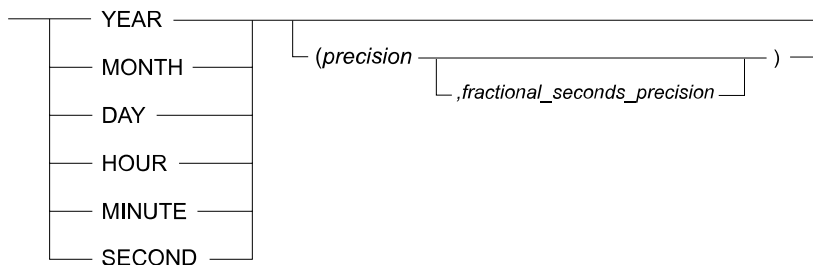 YEAR
MONTH
DAY
HOUR
MINUTE
SECOND
(precision
,fractional_seconds_precision
)